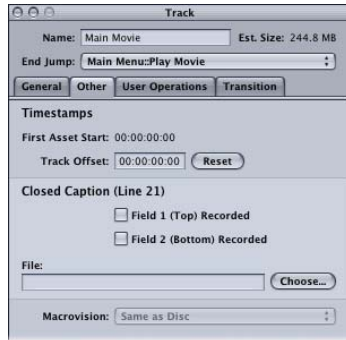 Track
Name: Main Movie Est. Size: 244.8 MB
End Jump: Main Menu::Play Movie
General Other User Operations Transition
Timestamps
First Asset Start: 00:00:00:00
Track Offset: 00:00:00:00 Reset
Closed Caption (Line 21)
Field 1 (Top) Recorded
Field 2 (Bottom) Recorded
File:
Choose...
Macrovision: Same as Disc